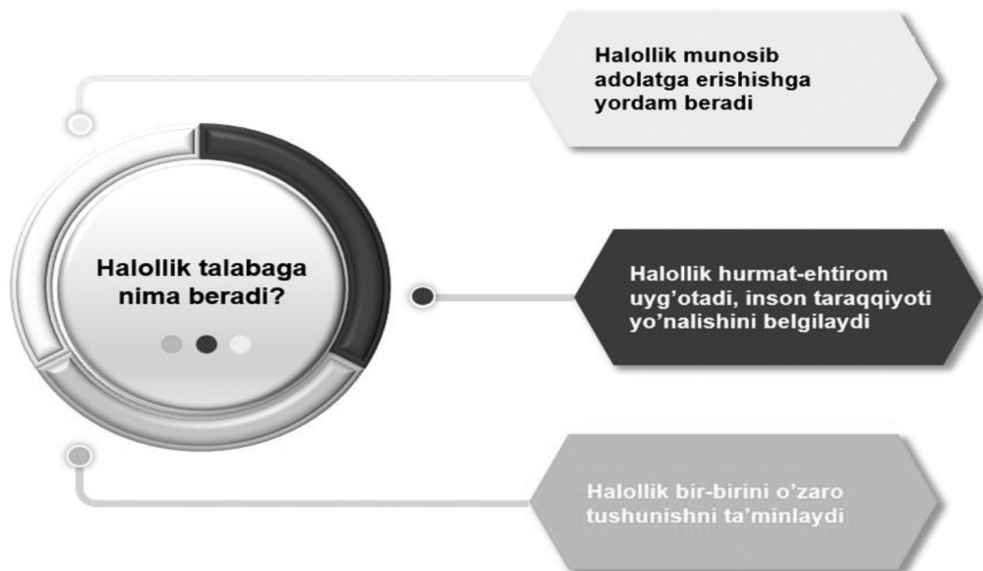 Halollik munosib
adolatga erishishga
yordam beradi
Halollik talabaga
nima beradi?
Halollik hurmat-ehtirom
uyg’otadi, inson taraqqiyoti
yo’nalishini belgilaydi
Halollik bir-birini o’zaro
tushunishni ta’minlaydi